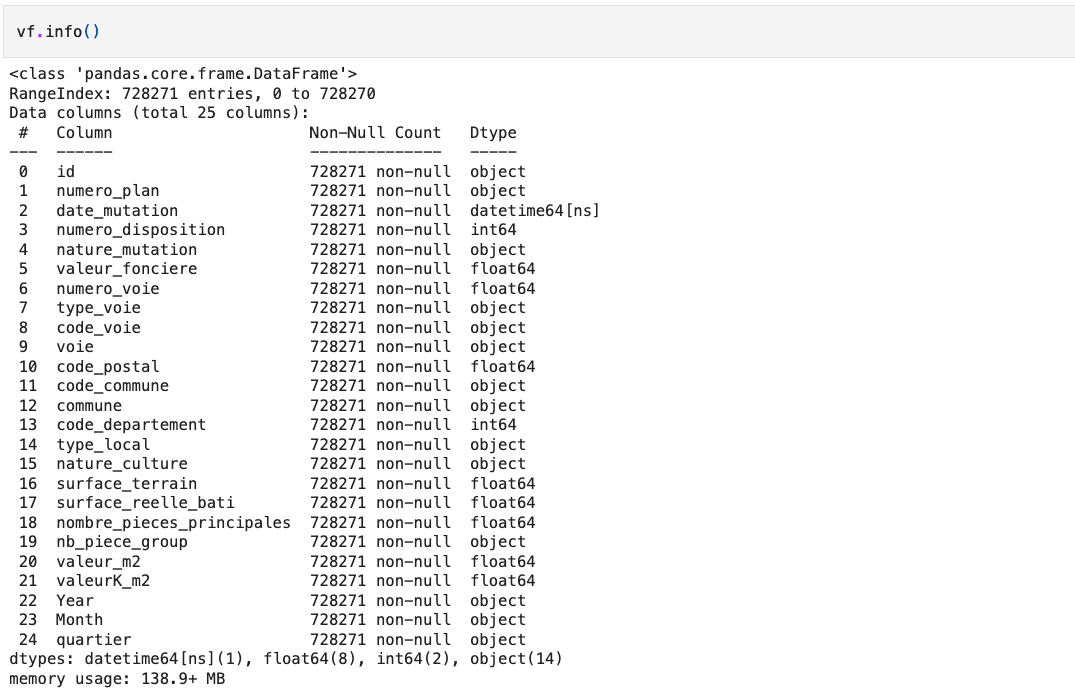 vf.info()
<class 'pandas.core.frame.DataFrame'>
RangeIndex: 728271 entries, 0 to 728270
Data columns (total 25 columns):
 #   Column                     Non-Null Count   Dtype
---  ------                     --------------   -----
 0   id                         728271 non-null  object
 1   numero_plan                728271 non-null  object
 2   date_mutation              728271 non-null  datetime64[ns]
 3   numero_disposition         728271 non-null  int64
 4   nature_mutation            728271 non-null  object
 5   valeur_fonciere            728271 non-null  float64
 6   numero_voie                728271 non-null  float64
 7   type_voie                  728271 non-null  object
 8   code_voie                  728271 non-null  object
 9   voie                       728271 non-null  object
 10  code_postal                728271 non-null  float64
 11  code_commune               728271 non-null  object
 12  commune                    728271 non-null  object
 13  code_departement           728271 non-null  int64
 14  type_local                 728271 non-null  object
 15  nature_culture             728271 non-null  object
 16  surface_terrain            728271 non-null  float64
 17  surface_reelle_bati        728271 non-null  float64
 18  nombre_pieces_principales  728271 non-null  float64
 19  nb_piece_group             728271 non-null  object
 20  valeur_m2                  728271 non-null  float64
 21  valeurK_m2                 728271 non-null  float64
 22  Year                       728271 non-null  object
 23  Month                      728271 non-null  object
 24  quartier                   728271 non-null  object
dtypes: datetime64[ns](1), float64(8), int64(2), object(14)
memory usage: 138.9+ MB